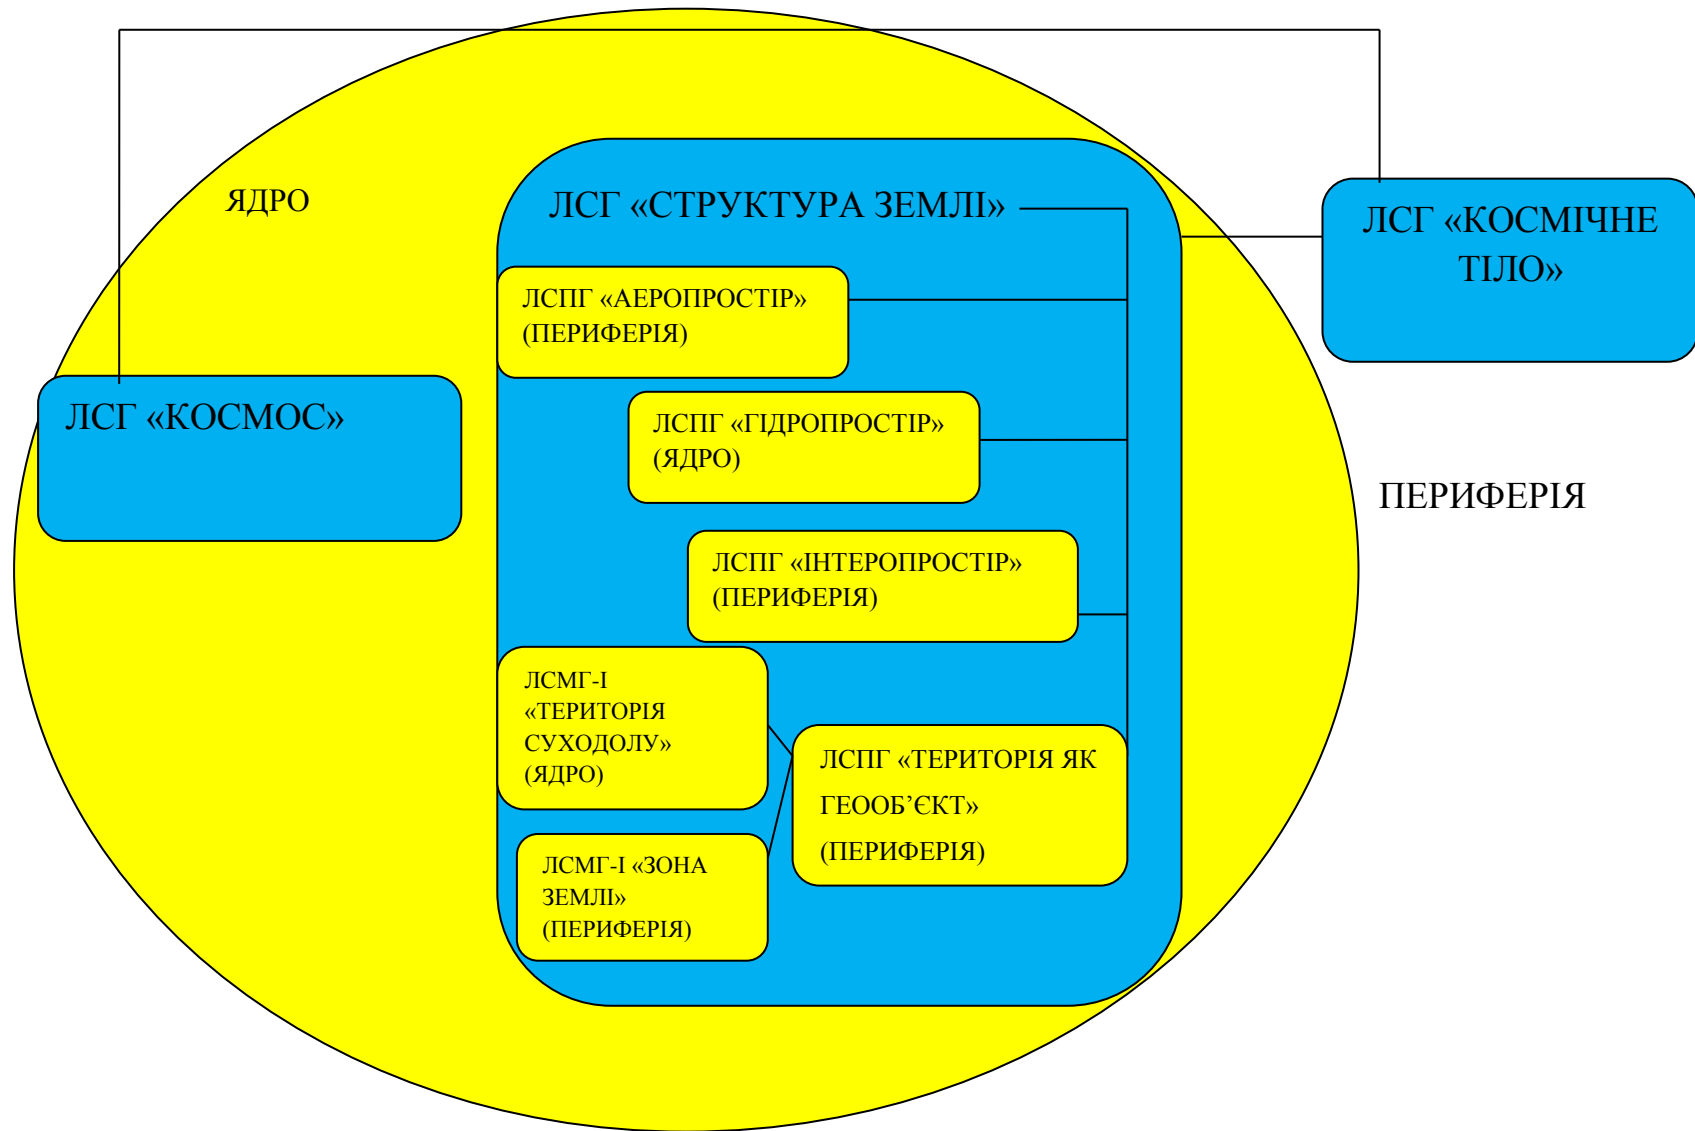 ЯДРО
ЛСГ «СТРУКТУРА ЗЕМЛІ»
ЛСГ «КОСМІЧНЕ
ТІЛО»
ЛСПГ «АЕРОПРОСТІР»
(ПЕРИФЕРІЯ)
ЛСГ «КОСМОС»
ЛСПГ «ГІДРОПРОСТІР»
(ЯДРО)
ПЕРИФЕРІЯ
ЛСПГ «ІНТЕРОПРОСТІР»
(ПЕРИФЕРІЯ)
ЛСМГ-І
«ТЕРИТОРІЯ
СУХОДОЛУ»
(ЯДРО)
ЛСПГ «ТЕРИТОРІЯ ЯК
ГЕООБ’ЄКТ»
(ПЕРИФЕРІЯ)
ЛСМГ-І «ЗОНА
ЗЕМЛІ»
(ПЕРИФЕРІЯ)